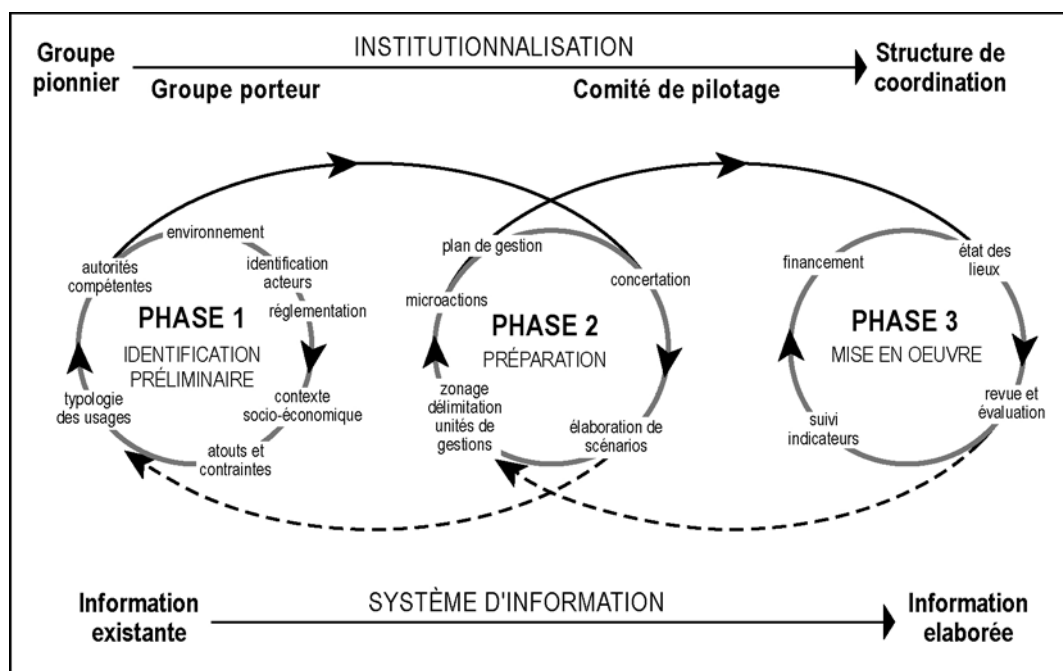 Groupe
pionnier
INSTITUTIONNALISATION
Structure de
coordination
Groupe porteur
Comité de pilotage
environnement
autorités
compétentes
identification
acteurs
réglementation
PHASE 1
IDENTIFICATION
PRÉLIMINAIRE
typologie
des usages
contexte
socio-économique
atouts et
contraintes
plan de gestion
concertation
microactions
PHASE 2
PRÉPARATION
zonage
délimitation
unités de
gestions
élaboration de
scénarios
financement
état des
lieux
PHASE 3
MISE EN OEUVRE
suivi
indicateurs
revue et
évaluation
Information
existante
SYSTÈME D'INFORMATION
Information
elaborée